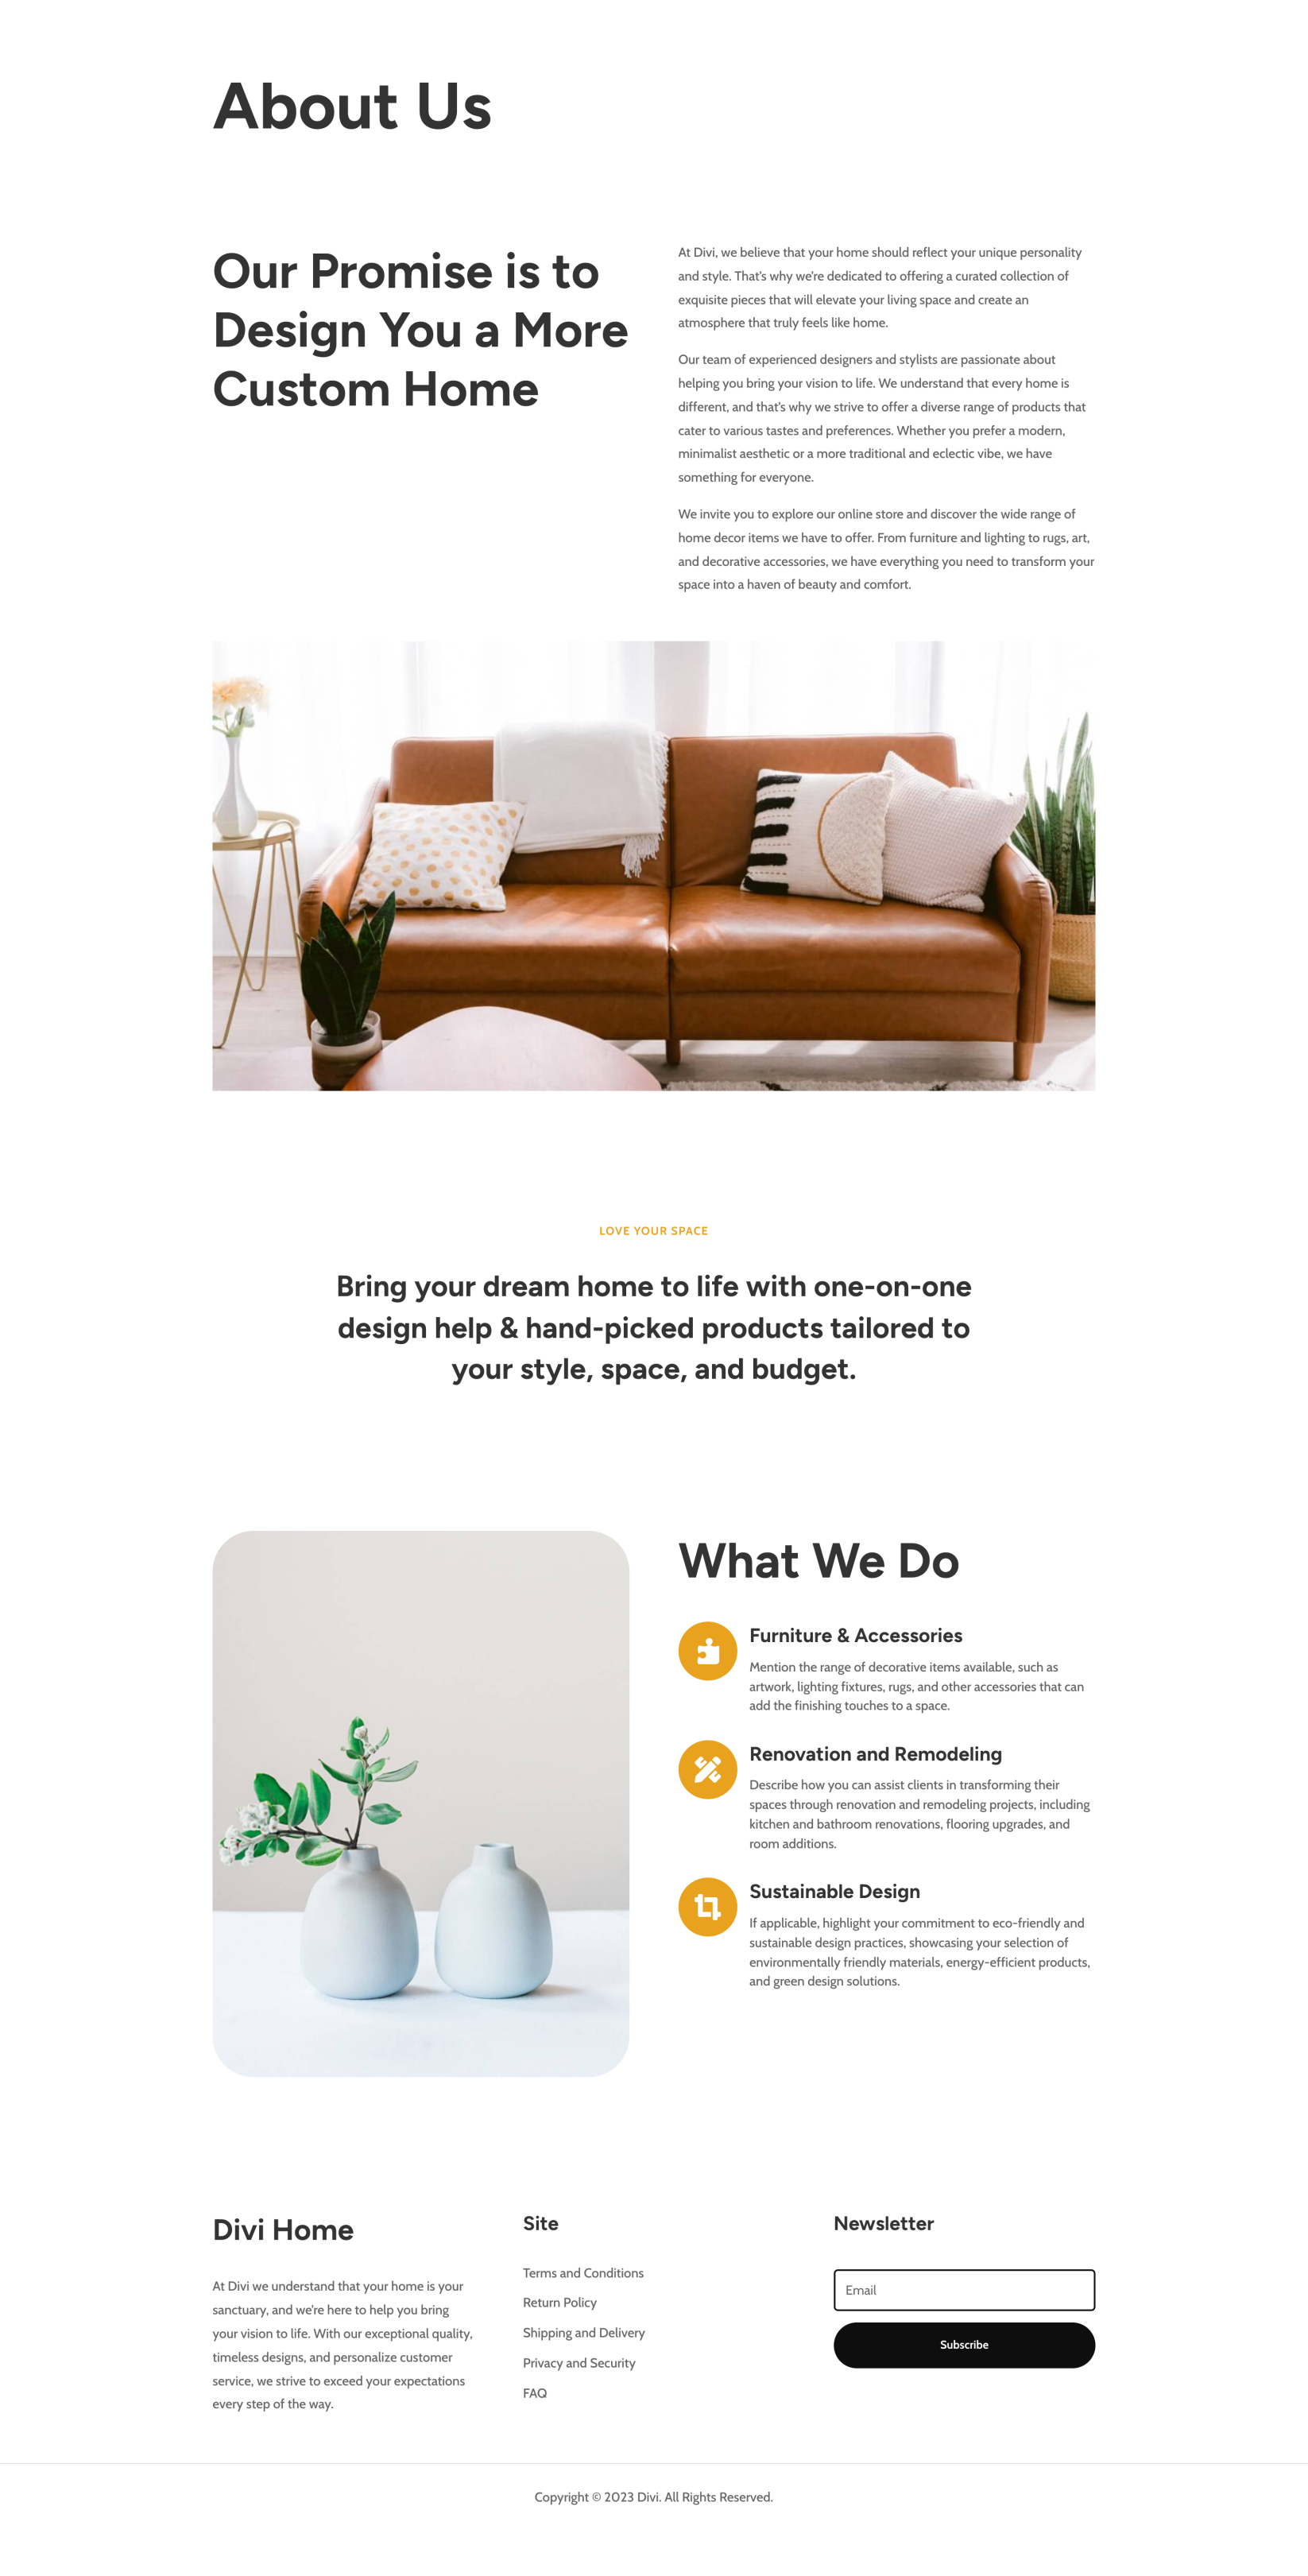 About Us
Our Promise is to
Design You a More
Custom Home
At Divi, we believe that your home should reflect your unique personality
and style. That's why we're dedicated to offering a curated collection of
exquisite pieces that will elevate your living space and create an
atmosphere that truly feels like home.
Our team of experienced designers and stylists are passionate about
helping you bring your vision to life. We understand that every home is
different, and that's why we strive to offer a diverse range of products that
cater to various tastes and preferences. Whether you prefer a modern,
minimalist aesthetic or a more traditional and eclectic vibe, we have
something for everyone.
We invite you to explore our online store and discover the wide range of
home decor items we have to offer. From furniture and lighting to rugs, art,
and decorative accessories, we have everything you need to transform your
space into a haven of beauty and comfort.
LOVE YOUR SPACE
Bring your dream home to life with one-on-one
design help & hand-picked products tailored to
your style, space, and budget.
What We Do
Furniture & Accessories
Mention the range of decorative items available, such as
artwork, lighting fixtures, rugs, and other accessories that can
add the finishing touches to a space.
Renovation and Remodeling
Describe how you can assist clients in transforming their
spaces through renovation and remodeling projects, including
kitchen and bathroom renovations, flooring upgrades, and
room additions.
Sustainable Design
If applicable, highlight your commitment to eco-friendly and
sustainable design practices, showcasing your selection of
environmentally friendly materials, energy-efficient products,
and green design solutions.
Divi Home
At Divi we understand that your home is your
sanctuary, and we're here to help you bring
your vision to life. With our exceptional quality,
timeless designs, and personalize customer
service, we strive to exceed your expectations
every step of the way.
Site
Terms and Conditions
Return Policy
Shipping and Delivery
Privacy and Security
FAQ
Newsletter
Email
Subscribe
Copyright © 2023 Divi. All Rights Reserved.